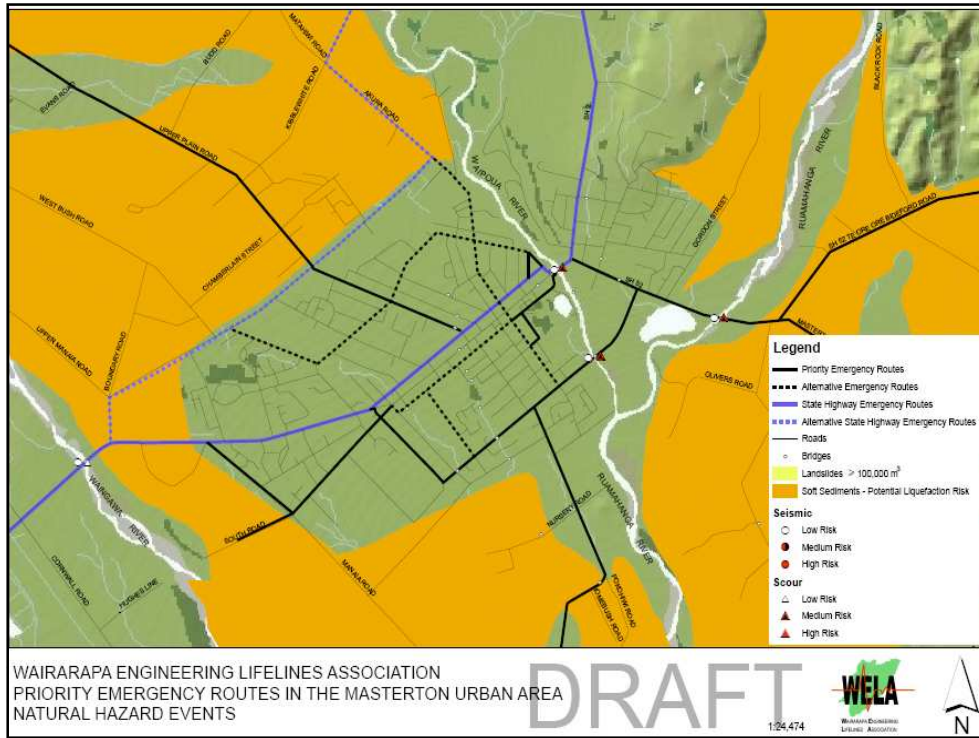 EVANS ROAD
BUDD ROAD
MATAHIWI ROAD
KIBBLEWHITE ROAD
AKURA ROAD
UPPER PLAIN ROAD
WEST BUSH ROAD
CHAMBERLAIN STREET
UPPER MANAIA ROAD
BOUNDARY ROAD
WAIPOUA RIVER
SH 2
GORDON STREET
RUAMAHANGA RIVER
BLACK ROCK ROAD
SH 52 TE ORE ORE BIDEFORD ROAD
SH 52
MASTERT
OLIVERS ROAD
WAINGAWA RIVER
SOUTH ROAD
MANAIA ROAD
CORNWALL ROAD
HUGHES LINE
NURSERY ROAD
RUAMAHANGA RIVER
HOMEBUSH ROAD
Legend
Priority Emergency Routes
Alternative Emergency Routes
State Highway Emergency Routes
Alternative State Highway Emergency Routes
Roads
Bridges
Landslides > 100,000 m³
Soft Sediments - Potential Liquefaction Risk
Seismic
Low Risk
Medium Risk
High Risk
Scour
Low Risk
Medium Risk
High Risk
WAIRARAPA ENGINEERING LIFELINES ASSOCIATION
PRIORITY EMERGENCY ROUTES IN THE MASTERTON URBAN AREA
NATURAL HAZARD EVENTS
DRAFT
1:24,474
WELA
WAIRARAPA ENGINEERING
LIFELINES ASSOCIATION
N